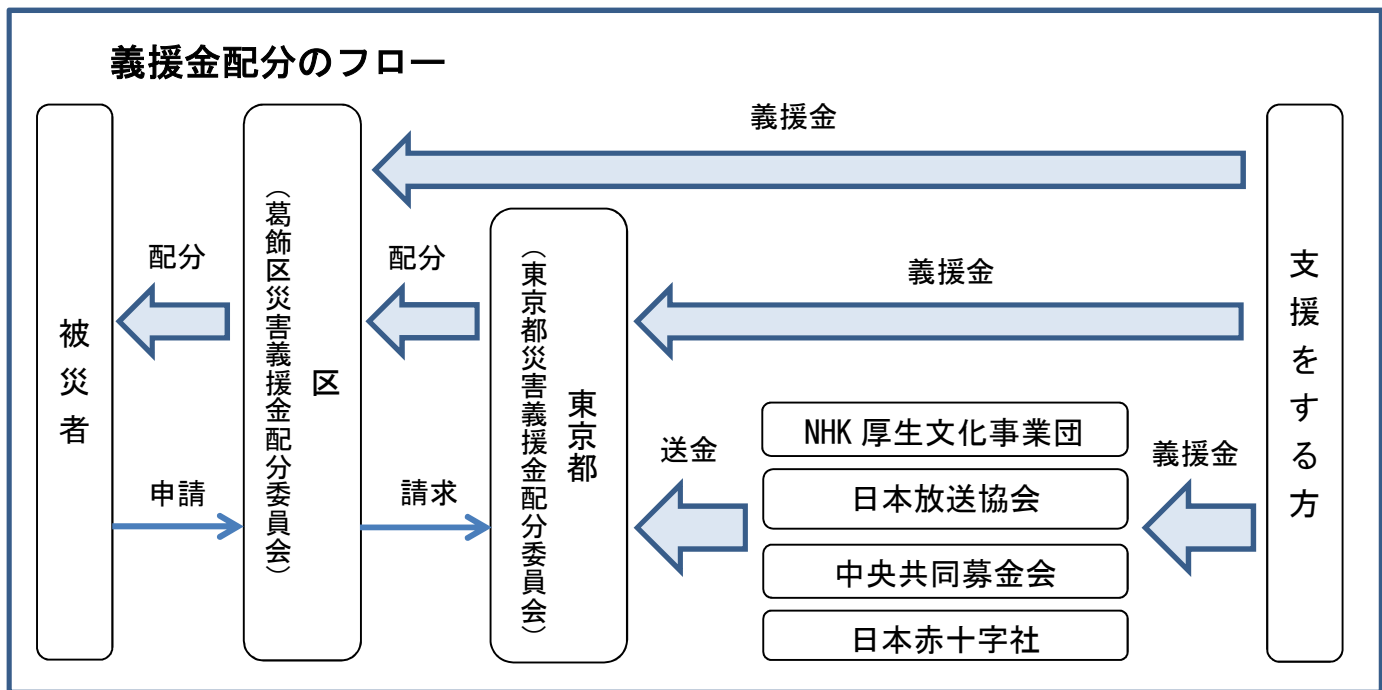 義援金配分のフロー
義援金
被災者
配分
申請
区
(葛飾区災害義援金配分委員会)
配分
請求
東京都
(東京都災害義援金配分委員会)
義援金
送金
NHK 厚生文化事業団
日本放送協会
中央共同募金会
日本赤十字社
義援金
支援をする方